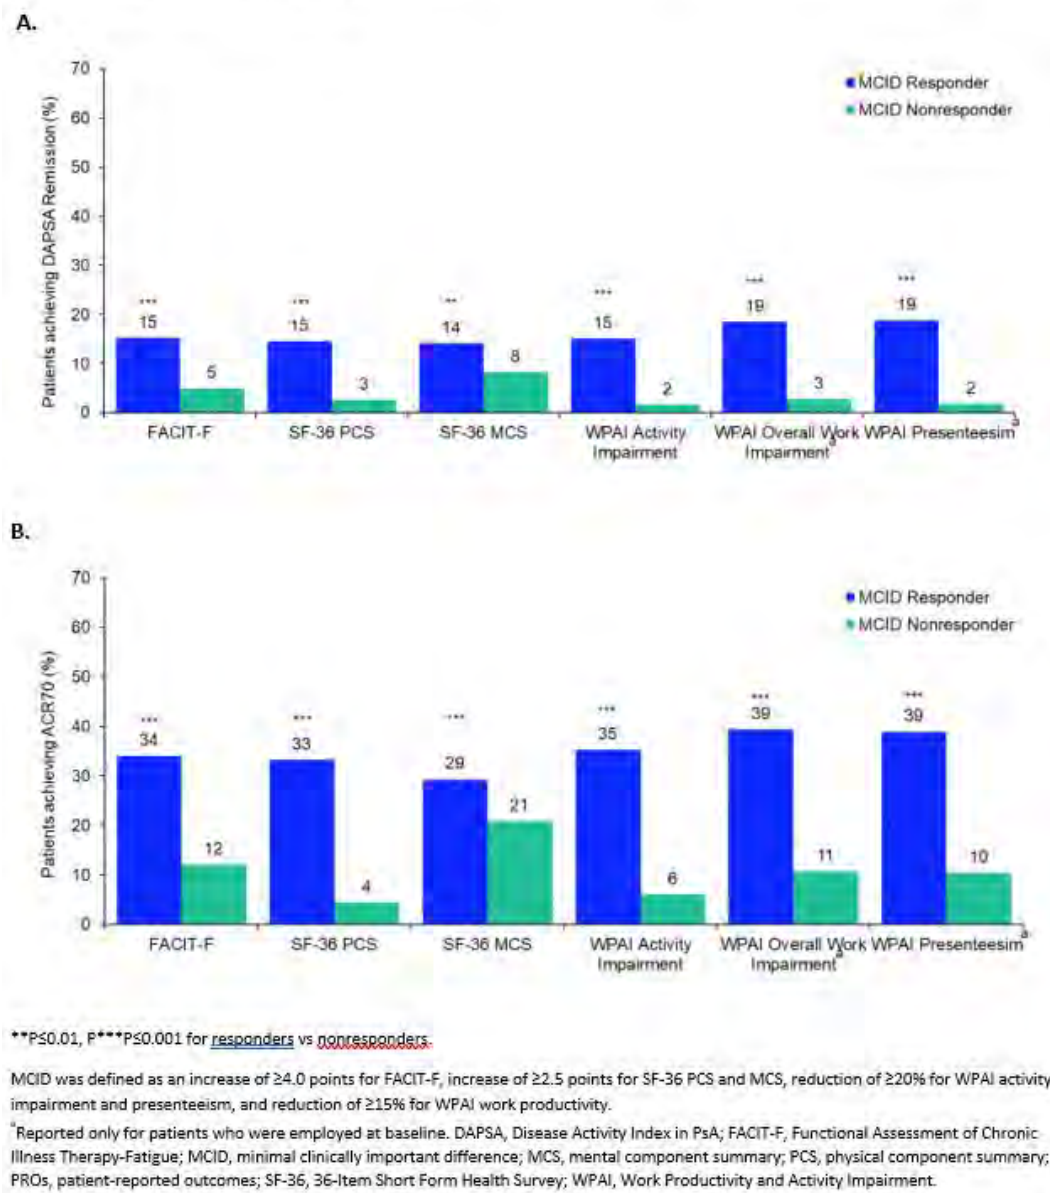 A.
70
60
50
40
30
20
10
0
Patients achieving DAPSA Remission (%)
MCID Responder
MCID Nonresponder
*** *** ** *** *** ***
15 5 15 3 14 8 15 2 19 3 19 2
FACIT-F SF-36 PCS SF-36 MCS WPAI Activity WPAI Overall Work WPAI Presenteesim a
Impairment Impairment a
B.
70
60
50
40
30
20
10
0
Patients achieving ACR70 (%)
MCID Responder
MCID Nonresponder
*** *** *** *** *** ***
34 12 33 4 29 21 35 6 39 11 39 10
FACIT-F SF-36 PCS SF-36 MCS WPAI Activity WPAI Overall Work WPAI Presenteesim a
Impairment Impairment a
**P≤0.01, P***P≤0.001 for responders vs nonresponders.
MCID was defined as an increase of ≥4.0 points for FACIT-F, increase of ≥2.5 points for SF-36 PCS and MCS, reduction of ≥20% for WPAI activity
impairment and presenteeism, and reduction of ≥15% for WPAI work productivity.
aReported only for patients who were employed at baseline. DAPSA, Disease Activity Index in PsA; FACIT-F, Functional Assessment of Chronic
Illness Therapy-Fatigue; MCID, minimal clinically important difference; MCS, mental component summary; PCS, physical component summary;
PROs, patient-reported outcomes; SF-36, 36-Item Short Form Health Survey; WPAI, Work Productivity and Activity Impairment.